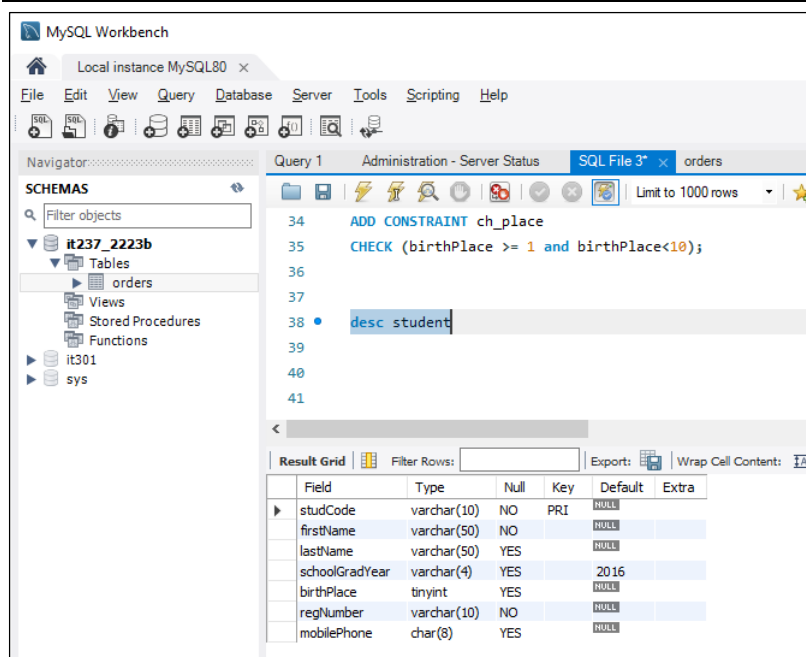 MySQL Workbench
Local instance MySQL80 ×
File Edit View Query Database Server Tools Scripting Help
Navigator
Query 1 Administration - Server Status SQL File 3* × orders
SCHEMAS
Limit to 1000 rows
Filter objects
it237_2223b
Tables
orders
Views
Stored Procedures
Functions
it301
sys
34 ADD CONSTRAINT ch_place
35 CHECK (birthPlace >= 1 and birthPlace<10);
36
37
38 desc student
39
40
41
Result Grid Filter Rows: Export: Wrap Cell Content:
Field Type Null Key Default Extra
studCode varchar(10) NO PRI NULL
firstName varchar(50) NO NULL
lastName varchar(50) YES NULL
schoolGradYear varchar(4) YES 2016
birthPlace tinyint YES NULL
regNumber varchar(10) NO NULL
mobilePhone char(8) YES NULL